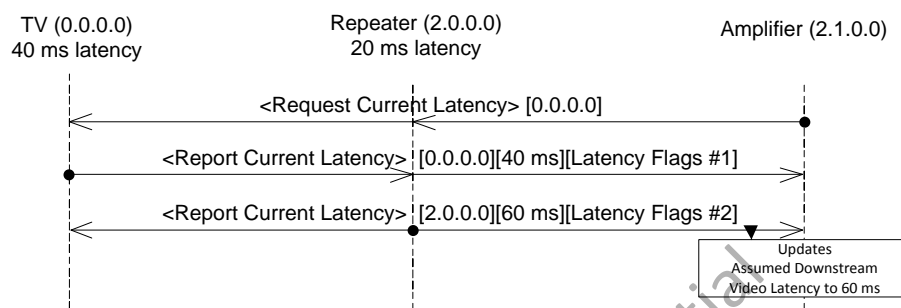 TV (0.0.0.0)
40 ms latency
Repeater (2.0.0.0)
20 ms latency
Amplifier (2.1.0.0)
<Request Current Latency> [0.0.0.0]
<Report Current Latency> [0.0.0.0][40 ms][Latency Flags #1]
<Report Current Latency> [2.0.0.0][60 ms][Latency Flags #2]
Updates
Assumed Downstream
Video Latency to 60 ms